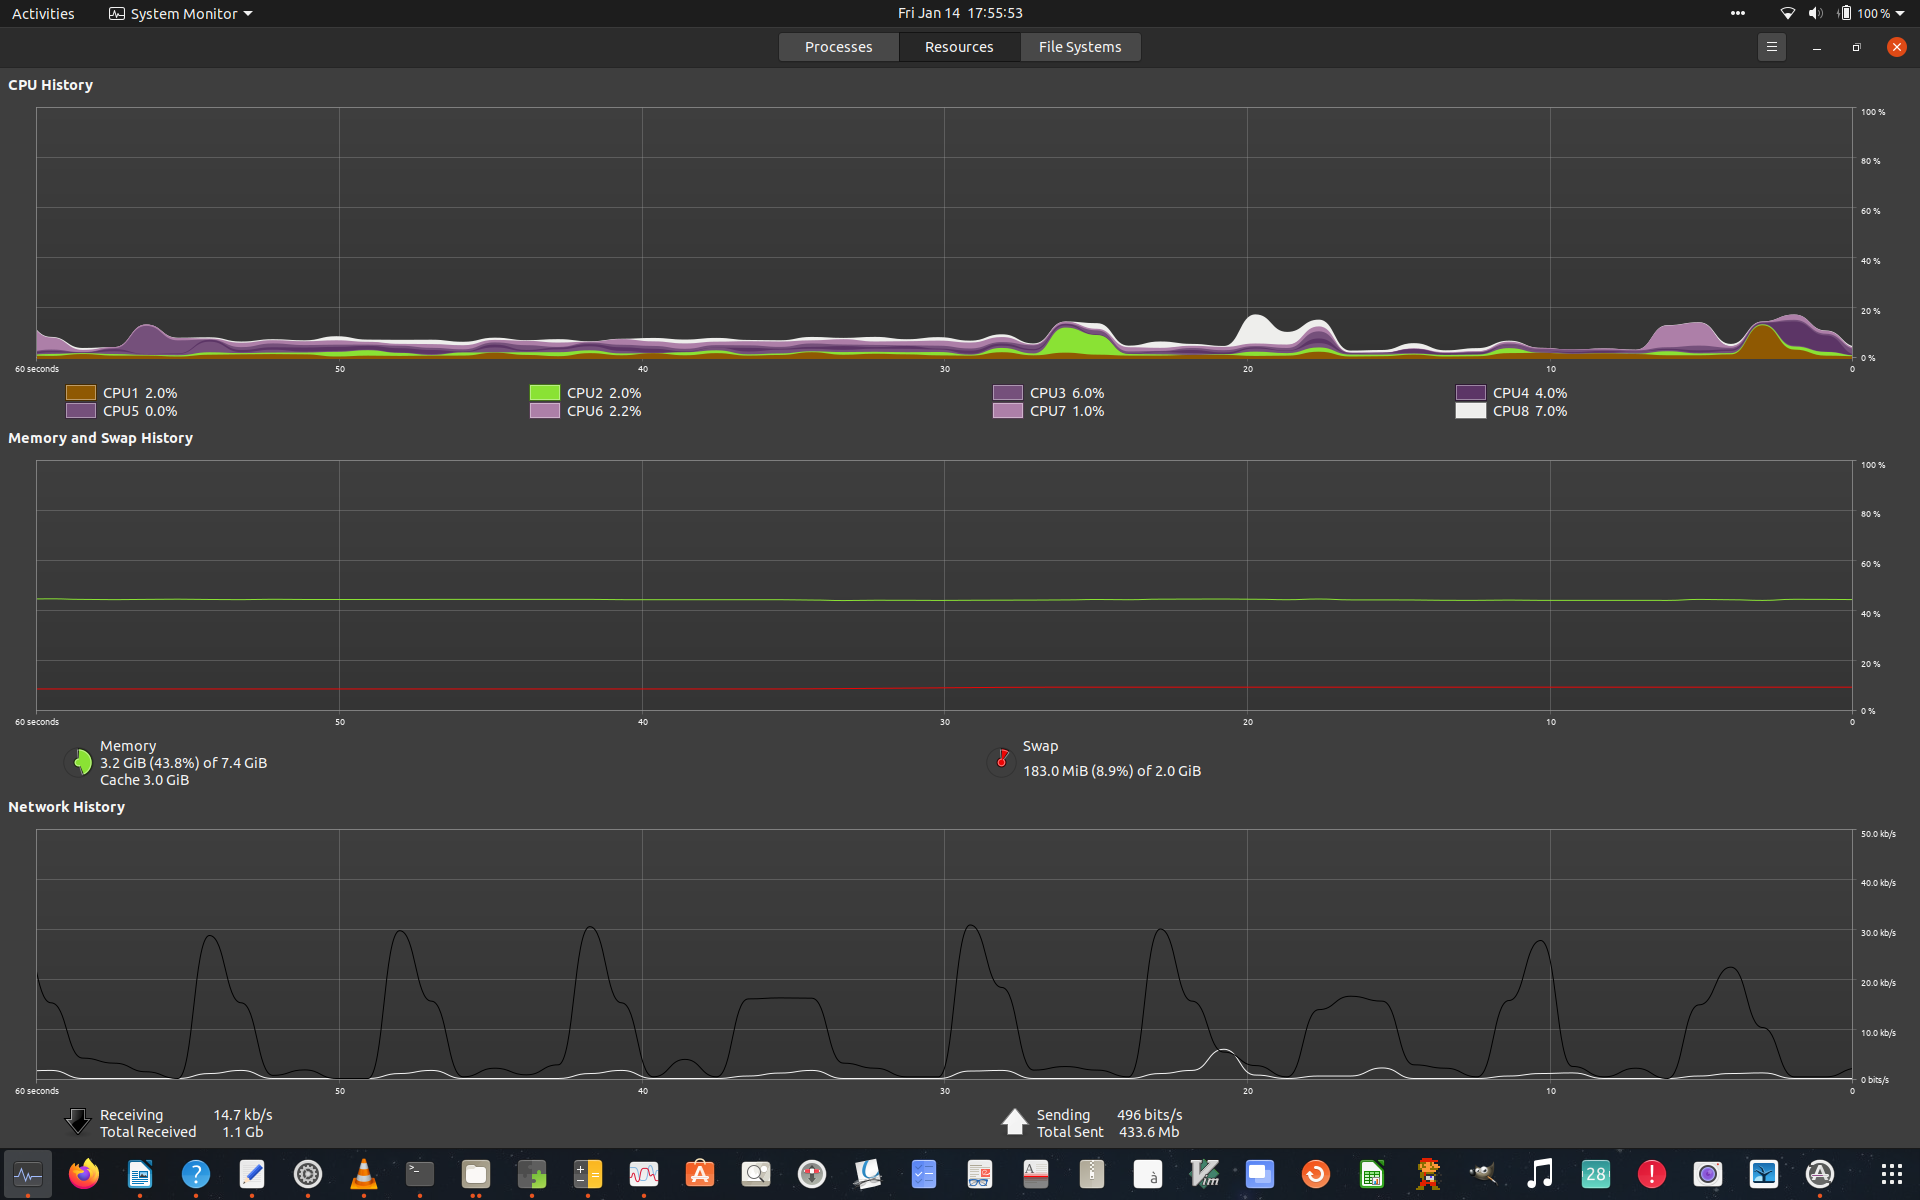 Activities System Monitor Fri Jan 14 17:55:53 100 %
Processes Resources File Systems
CPU History
100 %
80 %
60 %
40 %
20 %
0 %
60 seconds 50 40 30 20 10 0
CPU1 2.0% CPU2 2.0% CPU3 6.0% CPU4 4.0%
CPU5 0.0% CPU6 2.2% CPU7 1.0% CPU8 7.0%
Memory and Swap History
100 %
80 %
60 %
40 %
20 %
0 %
60 seconds 50 40 30 20 10 0
Memory
3.2 GiB (43.8%) of 7.4 GiB
Cache 3.0 GiB
Swap
183.0 MiB (8.9%) of 2.0 GiB
Network History
50.0 kb/s
40.0 kb/s
30.0 kb/s
20.0 kb/s
10.0 kb/s
0 bits/s
60 seconds 50 40 30 20 10 0
Receiving 14.7 kb/s Sending 496 bits/s
Total Received 1.1 Gb Total Sent 433.6 Mb
? >_ A A à Vim 28 !